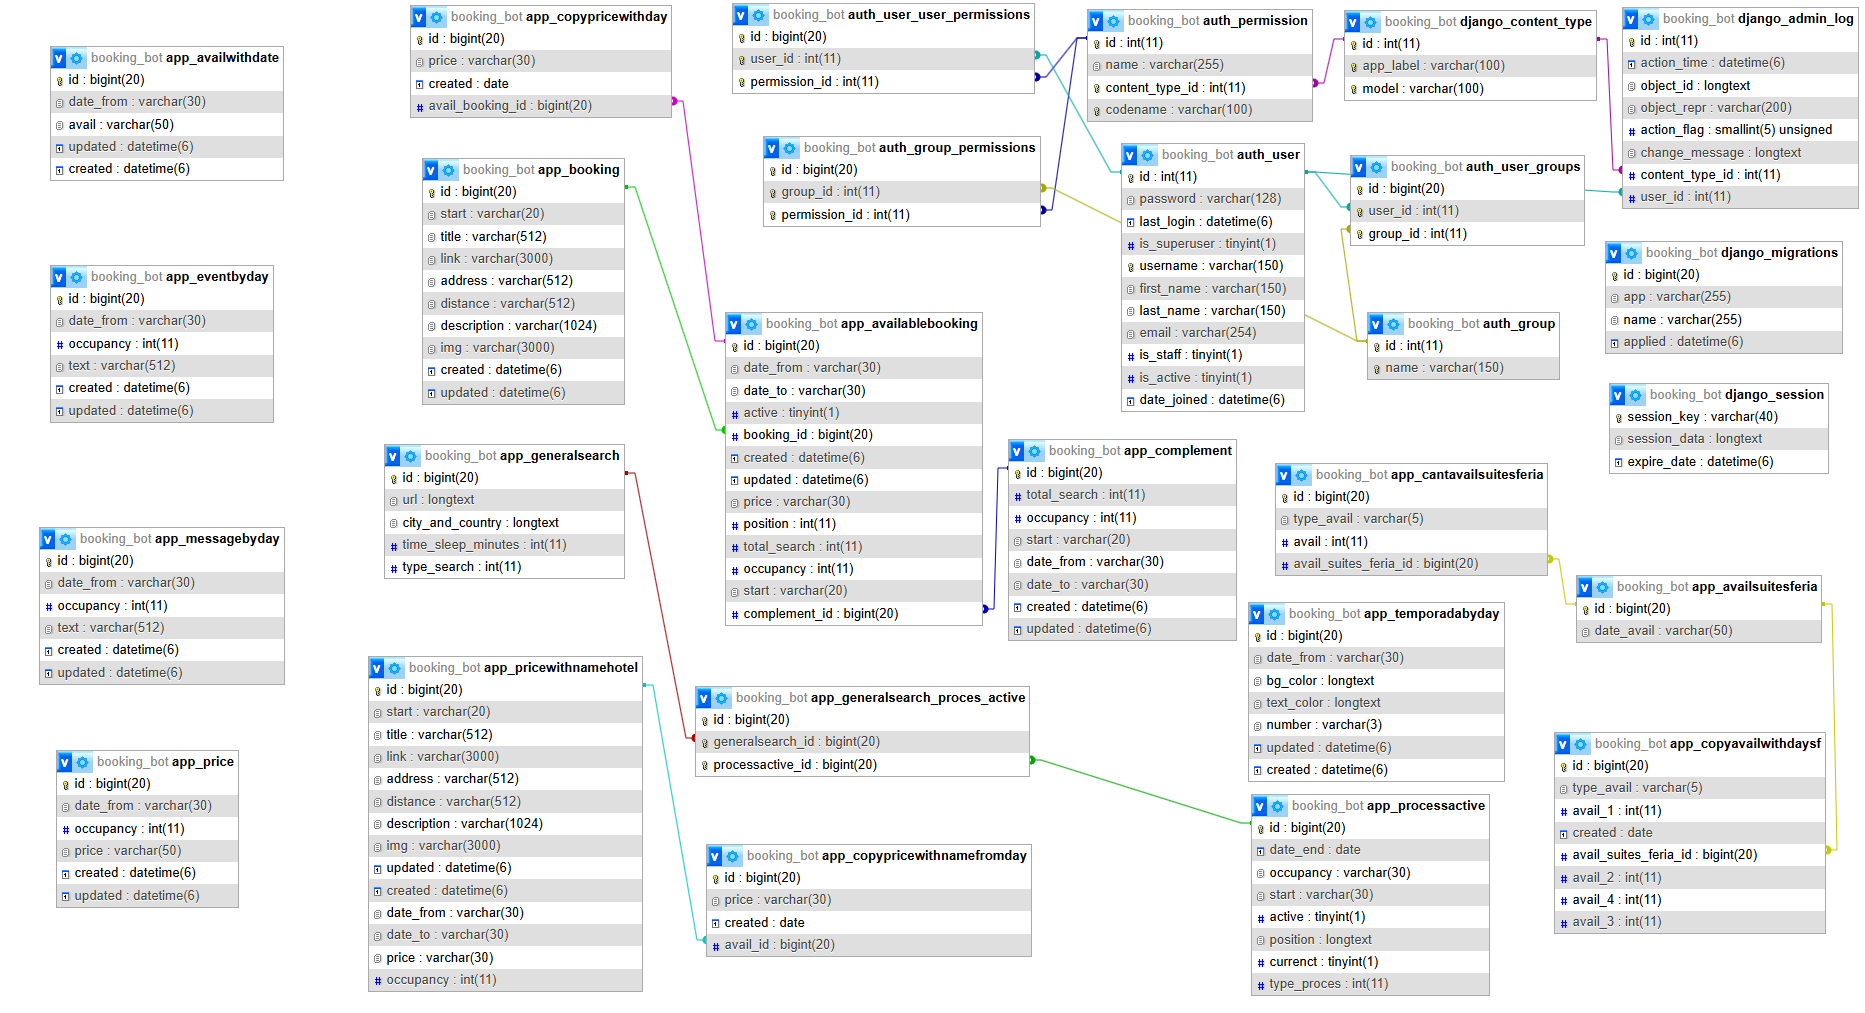 booking_bot app_availwithdate
id : bigint(20)
date_from : varchar(30)
avail : varchar(50)
updated : datetime(6)
created : datetime(6)
booking_bot app_eventbyday
id : bigint(20)
date_from : varchar(30)
occupancy : int(11)
text : varchar(512)
created : datetime(6)
updated : datetime(6)
booking_bot app_messagebyday
id : bigint(20)
date_from : varchar(30)
occupancy : int(11)
text : varchar(512)
created : datetime(6)
updated : datetime(6)
booking_bot app_price
id : bigint(20)
date_from : varchar(30)
occupancy : int(11)
price : varchar(50)
created : datetime(6)
updated : datetime(6)
booking_bot app_copypricewithday
id : bigint(20)
price : varchar(30)
created : date
avail_booking_id : bigint(20)
booking_bot app_booking
id : bigint(20)
start : varchar(20)
title : varchar(512)
link : varchar(3000)
address : varchar(512)
distance : varchar(512)
description : varchar(1024)
img : varchar(3000)
created : datetime(6)
updated : datetime(6)
booking_bot app_generalsearch
id : bigint(20)
url : longtext
city_and_country : longtext
time_sleep_minutes : int(11)
type_search : int(11)
booking_bot app_pricewithnamehotel
id : bigint(20)
start : varchar(20)
title : varchar(512)
link : varchar(3000)
address : varchar(512)
distance : varchar(512)
description : varchar(1024)
img : varchar(3000)
updated : datetime(6)
created : datetime(6)
date_from : varchar(30)
date_to : varchar(30)
price : varchar(30)
occupancy : int(11)
booking_bot auth_user_user_permissions
id : bigint(20)
user_id : int(11)
permission_id : int(11)
booking_bot auth_group_permissions
id : bigint(20)
group_id : int(11)
permission_id : int(11)
booking_bot app_availablebooking
id : bigint(20)
date_from : varchar(30)
date_to : varchar(30)
active : tinyint(1)
booking_id : bigint(20)
created : datetime(6)
updated : datetime(6)
price : varchar(30)
position : int(11)
total_search : int(11)
occupancy : int(11)
start : varchar(20)
complement_id : bigint(20)
booking_bot app_generalsearch_proces_active
id : bigint(20)
generalsearch_id : bigint(20)
processactive_id : bigint(20)
booking_bot app_copypricewithnamefromday
id : bigint(20)
price : varchar(30)
created : date
avail_id : bigint(20)
booking_bot auth_permission
id : int(11)
name : varchar(255)
content_type_id : int(11)
codename : varchar(100)
booking_bot auth_user
id : int(11)
password : varchar(128)
last_login : datetime(6)
is_superuser : tinyint(1)
username : varchar(150)
first_name : varchar(150)
last_name : varchar(150)
email : varchar(254)
is_staff : tinyint(1)
is_active : tinyint(1)
date_joined : datetime(6)
booking_bot app_complement
id : bigint(20)
total_search : int(11)
occupancy : int(11)
start : varchar(20)
date_from : varchar(30)
date_to : varchar(30)
created : datetime(6)
updated : datetime(6)
booking_bot django_content_type
id : int(11)
app_label : varchar(100)
model : varchar(100)
booking_bot auth_user_groups
id : bigint(20)
user_id : int(11)
group_id : int(11)
booking_bot auth_group
id : int(11)
name : varchar(150)
booking_bot app_cantavailsuitesferia
id : bigint(20)
type_avail : varchar(5)
avail : int(11)
avail_suites_feria_id : bigint(20)
booking_bot app_temporadabyday
id : bigint(20)
date_from : varchar(30)
bg_color : longtext
text_color : longtext
number : varchar(3)
updated : datetime(6)
created : datetime(6)
booking_bot app_processactive
id : bigint(20)
date_end : date
occupancy : varchar(30)
start : varchar(30)
active : tinyint(1)
position : longtext
currenct : tinyint(1)
type_proces : int(11)
booking_bot django_admin_log
id : int(11)
action_time : datetime(6)
object_id : longtext
object_repr : varchar(200)
action_flag : smallint(5) unsigned
change_message : longtext
content_type_id : int(11)
user_id : int(11)
booking_bot django_migrations
id : bigint(20)
app : varchar(255)
name : varchar(255)
applied : datetime(6)
booking_bot django_session
session_key : varchar(40)
session_data : longtext
expire_date : datetime(6)
booking_bot app_availsuitesferia
id : bigint(20)
date_avail : varchar(50)
booking_bot app_copyavailwithdaysf
id : bigint(20)
type_avail : varchar(5)
avail_1 : int(11)
created : date
avail_suites_feria_id : bigint(20)
avail_2 : int(11)
avail_4 : int(11)
avail_3 : int(11)